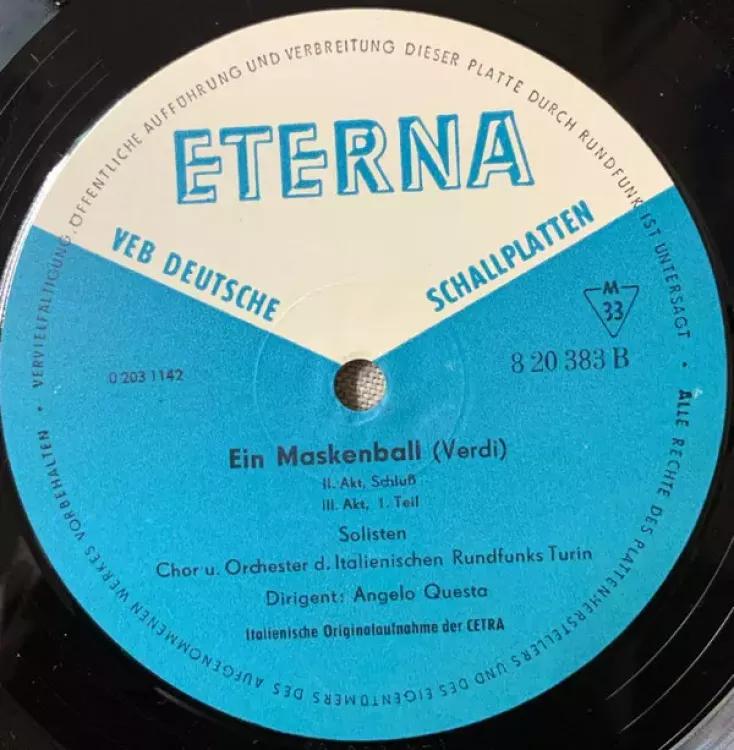 ETERNA
VEB DEUTSCHE SCHALLPLATTEN
M
33
0 203 1142
8 20 383 B
Ein Maskenball (Verdi)
II. Akt, Schluß
III. Akt, 1. Teil
Solisten
Chor u. Orchester d. Italienischen Rundfunks Turin
Dirigent: Angelo Questa
Italienische Originalaufnahme der CETRA
ALLE RECHTE DES PLATTENHERSTELLERS UND DES EIGENTÜMERS DES AUFGENOMMENEN WERKES VORBEHALTEN · VERVIELFÄLTIGUNG, ÖFFENTLICHE AUFFÜHRUNG UND VERBREITUNG DIESER PLATTE DURCH RUNDFUNK IST UNTERSAGT ·